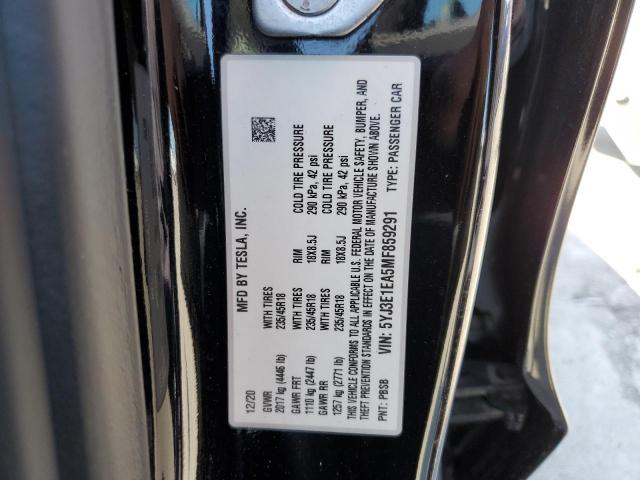 MFD BY TESLA, INC.
12/20
GVWR WITH TIRES RIM COLD TIRE PRESSURE
2017 kg (4446 lb) 235/45R18 18X8.5J 290 kPa, 42 psi
GAWR FRT WITH TIRES RIM COLD TIRE PRESSURE
1110 kg (2447 lb) 235/45R18 18X8.5J 290 kPa, 42 psi
GAWR RR
1257 kg (2771 lb) 235/45R18
THIS VEHICLE CONFORMS TO ALL APPLICABLE U.S. FEDERAL MOTOR VEHICLE SAFETY, BUMPER, AND
THEFT PREVENTION STANDARDS IN EFFECT ON THE DATE OF MANUFACTURE SHOWN ABOVE.
VIN: 5YJ3E1EA5MF859291 TYPE: PASSENGER CAR
PNT: PBSB